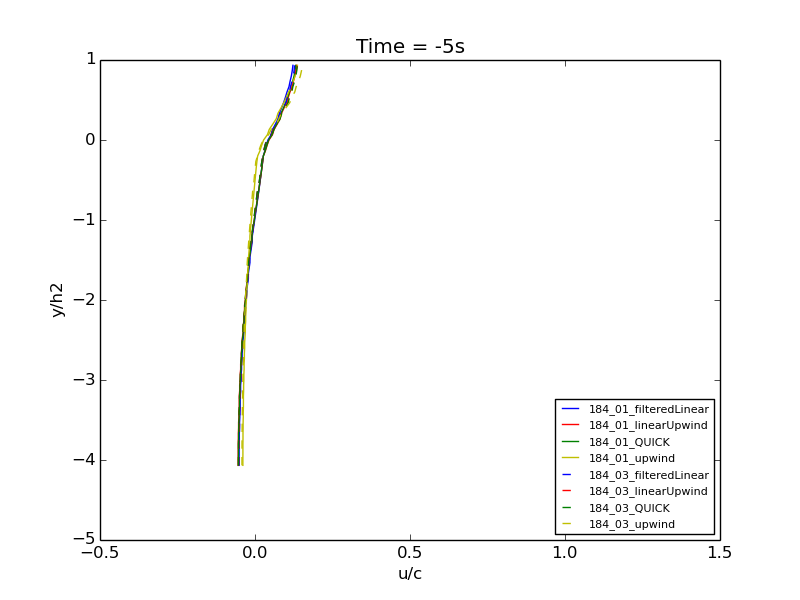 Time = -5s
1
0
−1
−2
−3
−4
−5
y/h2
−0.5
0.0
0.5
1.0
1.5
u/c
184_01_filteredLinear
184_01_linearUpwind
184_01_QUICK
184_01_upwind
184_03_filteredLinear
184_03_linearUpwind
184_03_QUICK
184_03_upwind